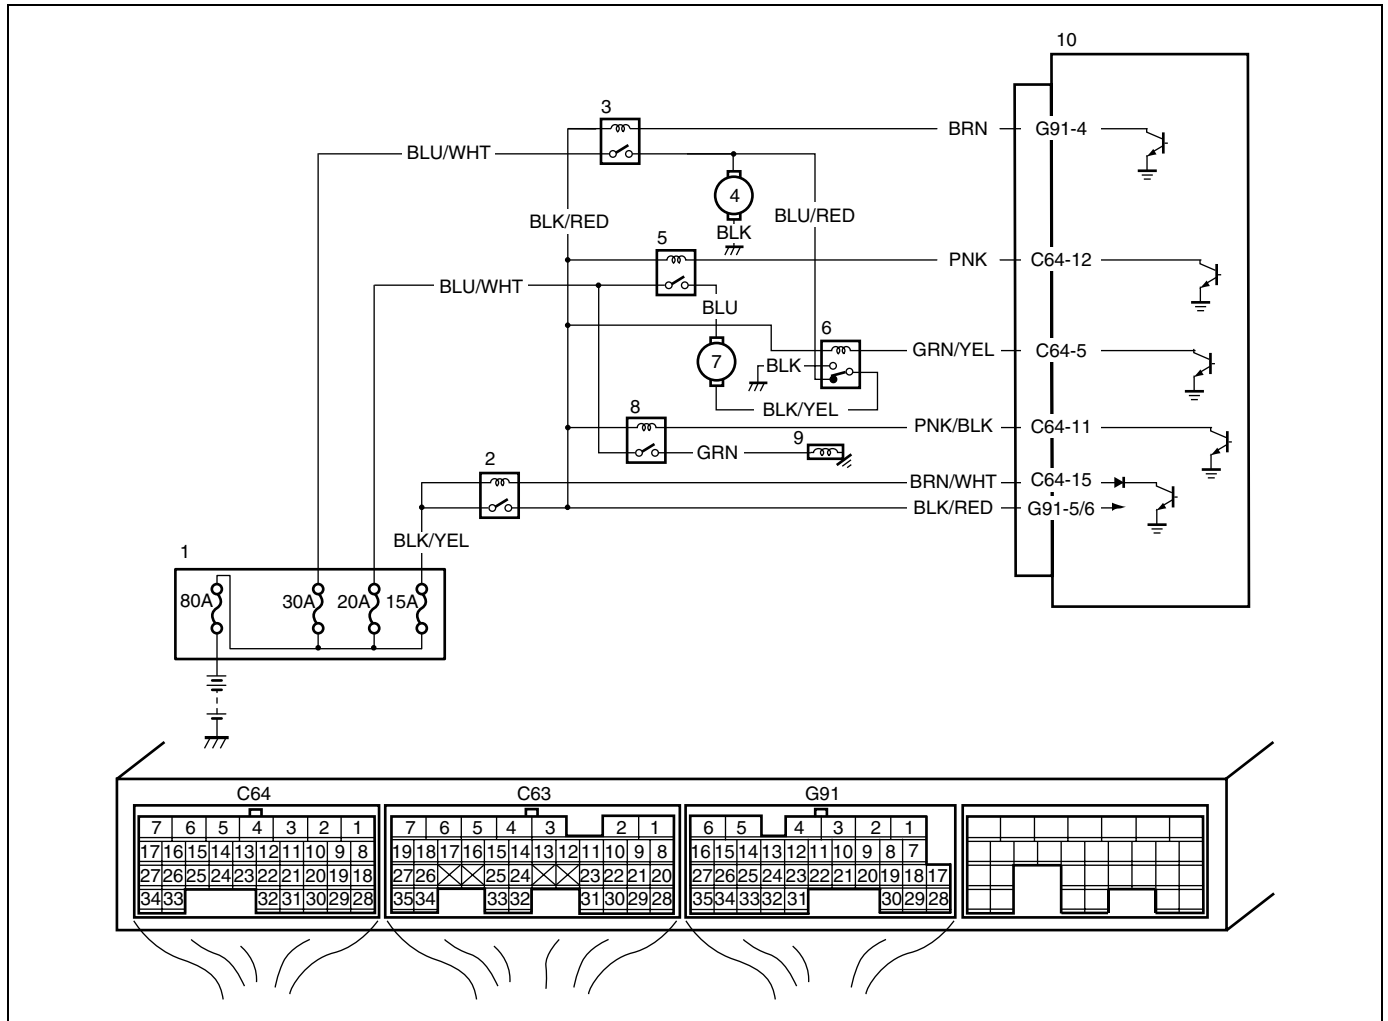 10
3
BRN
G91-4
BLU/WHT
4
BLU/RED
BLK/RED
BLK
5
PNK
C64-12
BLU/WHT
BLU
6
GRN/YEL
C64-5
7
BLK
BLK/YEL
8
PNK/BLK
C64-11
9
GRN
2
BRN/WHT
C64-15
BLK/RED
G91-5/6
BLK/YEL
1
80A
30A
20A
15A
C64
7 6 5 4 3 2 1
17 16 15 14 13 12 11 10 9 8
27 26 25 24 23 22 21 20 19 18
34 33 32 31 30 29 28
C63
7 6 5 4 3 2 1
19 18 17 16 15 14 13 12 11 10 9 8
27 26 25 24 23 22 21 20
35 34 33 32 31 30 29 28
G91
6 5 4 3 2 1
16 15 14 13 12 11 10 9 8 7
27 26 25 24 23 22 21 20 19 18 17
35 34 33 32 31 30 29 28